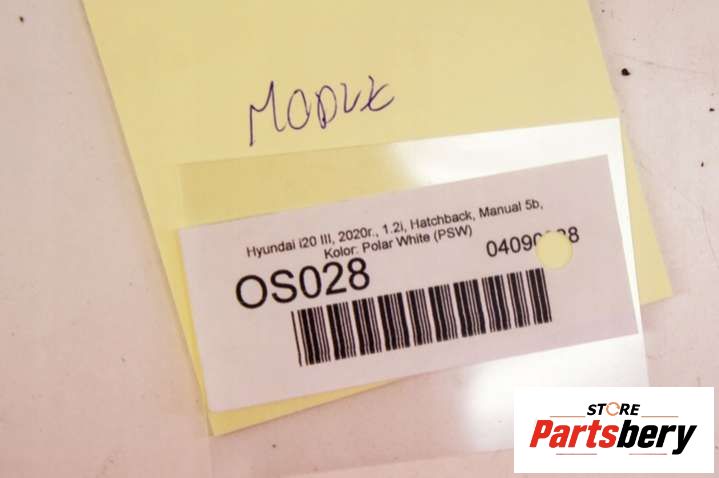 Hyundai i20 III, 2020r., 1.2i, Hatchback, Manual 5b,
Kolor: Polar White (PSW)
OS028
STORE
Partsbery